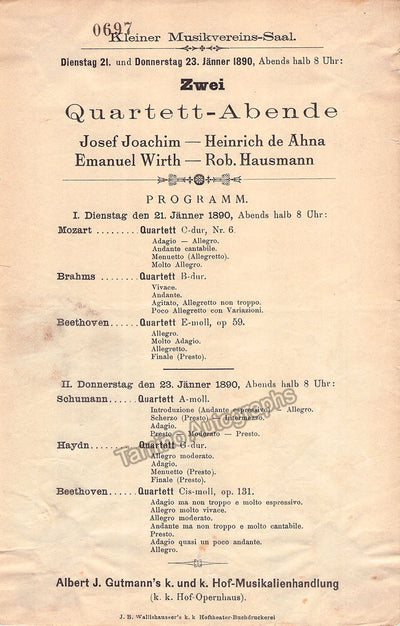 0697
Kleiner Musikvereins-Saal.
Dienstag 21. und Donnerstag 23. Jänner 1890, Abends halb 8 Uhr:
Zwei
Quartett-Abende
Josef Joachim — Heinrich de Ahna
Emanuel Wirth — Rob. Hausmann
PROGRAMM.
I. Dienstag den 21. Jänner 1890, Abends halb 8 Uhr:
Mozart ......... Quartett C-dur, Nr. 6.
Adagio — Allegro.
Andante cantabile.
Menuetto (Allegretto).
Molto Allegro.
Brahms ......... Quartett B-dur.
Vivace.
Andante.
Agitato, Allegretto non troppo.
Poco Allegretto con Variazioni.
Beethoven...... Quartett E-moll, op 59.
Allegro.
Molto Adagio.
Allegretto.
Finale (Presto).
II. Donnerstag den 23. Jänner 1890, Abends halb 8 Uhr:
Schumann...... Quartett A-moll.
Introduzione (Andante espressivo) — Allegro.
Scherzo (Presto) — Intermezzo.
Adagio.
Presto — Moderato — Presto.
Haydn........... Quartett G-dur.
Allegro moderato.
Adagio.
Menuetto (Presto).
Finale (Presto).
Beethoven...... Quartett Cis-moll, op. 131.
Adagio ma non troppo e molto espressivo.
Allegro molto vivace.
Allegro moderato.
Andante ma non troppo e molto cantabile.
Presto.
Adagio quasi un poco andante.
Allegro.
Tamino Autographs
Albert J. Gutmann's k. und k. Hof-Musikalienhandlung
(k. k. Hof-Opernhaus).
J. B. Wallishausser's k. k Hoftheater-Buchdruckerei